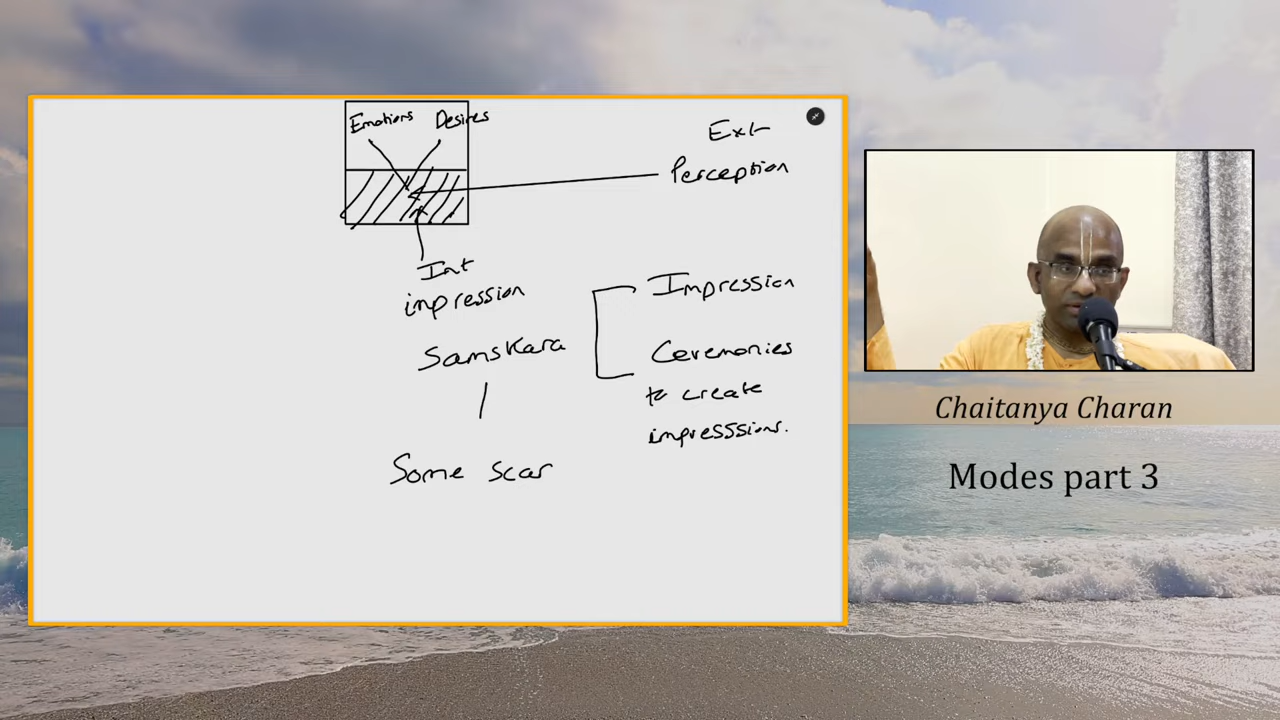 Emotions Desires
Ext
Perception
Int
impression
Samskara
Some scar
Impression
Ceremonies
to create
impresssions.
Chaitanya Charan
Modes part 3